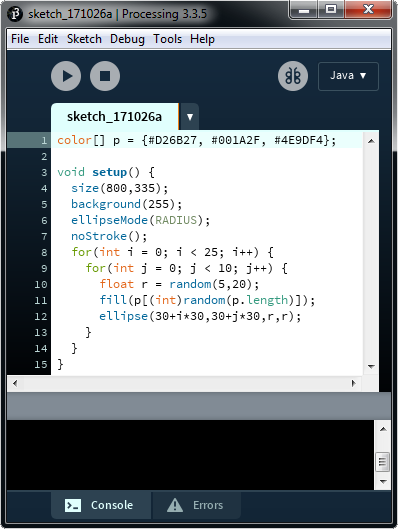 sketch_171026a | Processing 3.3.5
File Edit Sketch Debug Tools Help
Java ▾
sketch_171026a ▾
1 color[] p = {#D26B27, #001A2F, #4E9DF4};
2
3 void setup() {
4   size(800,335);
5   background(255);
6   ellipseMode(RADIUS);
7   noStroke();
8   for(int i = 0; i < 25; i++) {
9     for(int j = 0; j < 10; j++) {
10       float r = random(5,20);
11       fill(p[(int)random(p.length)]);
12       ellipse(30+i*30,30+j*30,r,r);
13     }
14   }
15 }
Console Errors